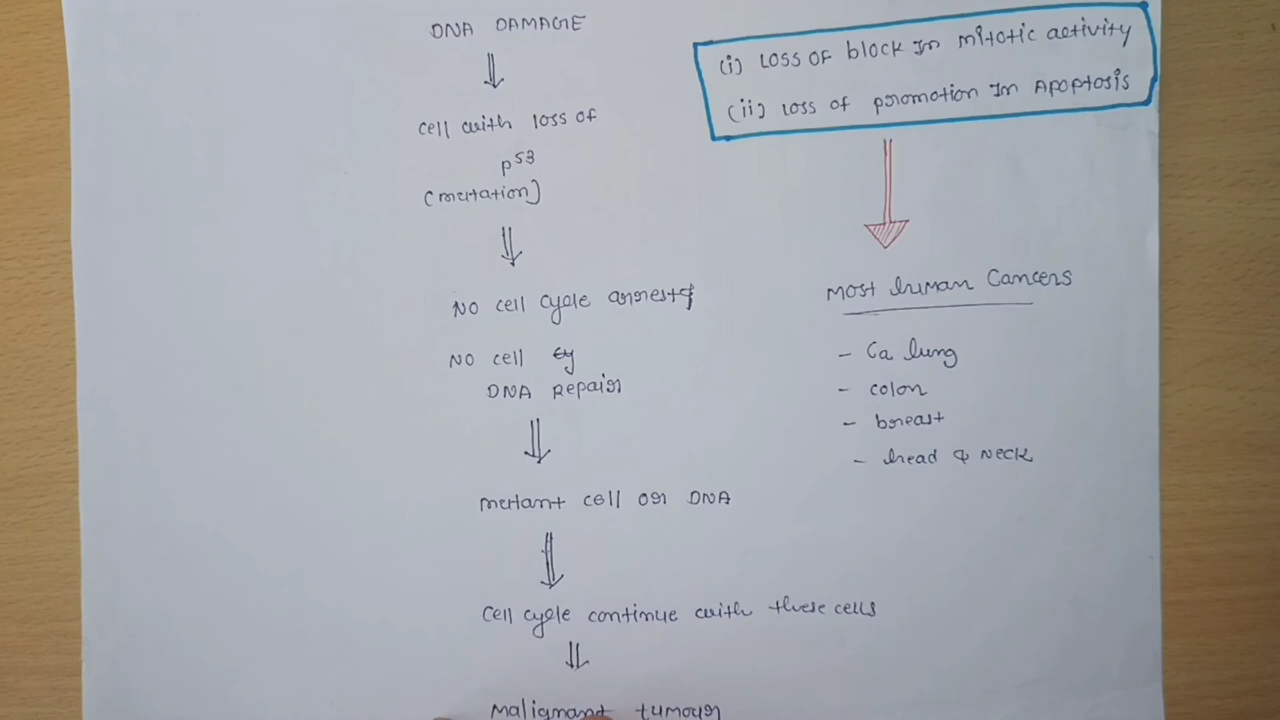 DNA DAMAGE
⇓
cell with loss of
p53
(mutation)
⇓
NO cell cycle arrest &
NO cell
DNA Repair
⇓
mutant cell or DNA
⇓
cell cycle continue with these cells
⇓
Malignant tumour
(i) LOSS OF block In mitotic activity
(ii) LOSS of promotion In APOPTOSIS
MOST human Cancers
- Ca lung
- colon
- breast
- head & NECK